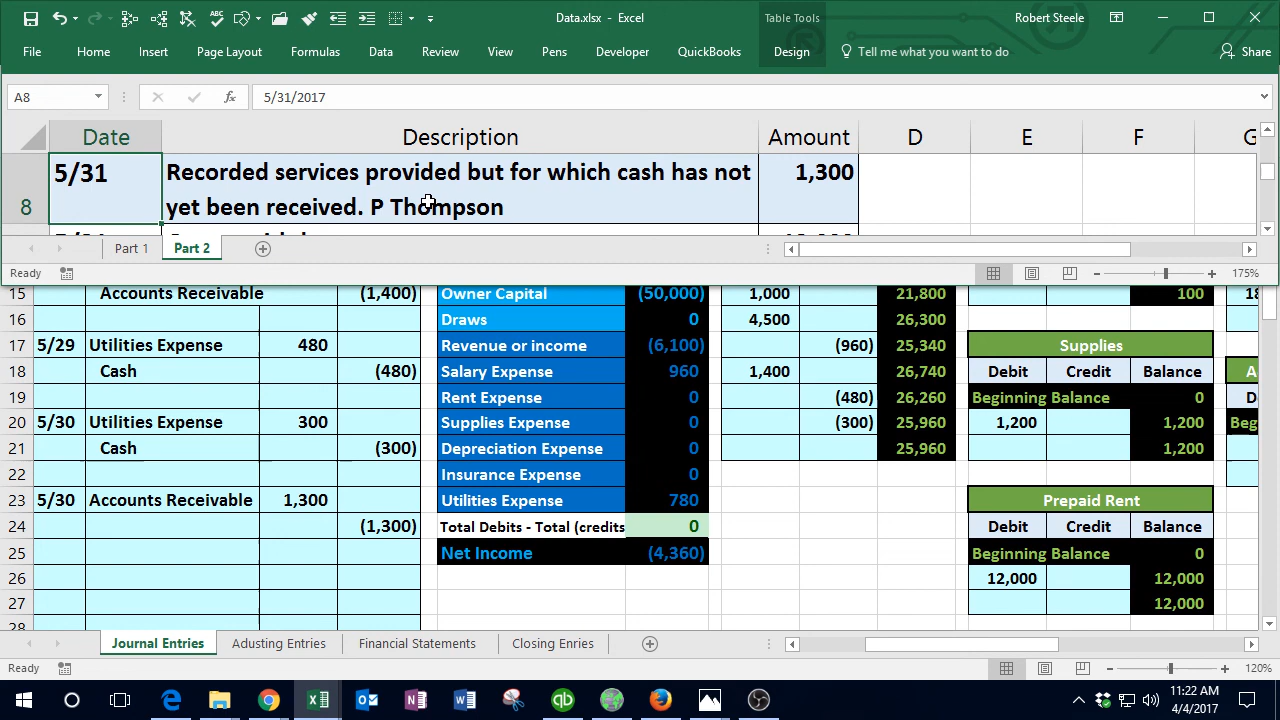 Data.xlsx - Excel
Table Tools
Robert Steele
File Home Insert Page Layout Formulas Data Review View Pens Developer QuickBooks Design Tell me what you want to do Share
A8 fx 5/31/2017
Date Description Amount D E F G
8 5/31 Recorded services provided but for which cash has not 1,300
yet been received. P Thompson
Part 1 Part 2
Ready 175%
15 Accounts Receivable (1,400) Owner Capital (50,000) 1,000 21,800 100
16 Draws 0 4,500 26,300
17 5/29 Utilities Expense 480 Revenue or income (6,100) (960) 25,340 Supplies
18 Cash (480) Salary Expense 960 1,400 26,740 Debit Credit Balance
19 Rent Expense 0 (480) 26,260 Beginning Balance 0
20 5/30 Utilities Expense 300 Supplies Expense 0 (300) 25,960 1,200 1,200 Beg
21 Cash (300) Depreciation Expense 0 25,960 1,200
22 Insurance Expense 0
23 5/30 Accounts Receivable 1,300 Utilities Expense 780 Prepaid Rent
24 (1,300) Total Debits - Total (credits 0 Debit Credit Balance
25 Net Income (4,360) Beginning Balance 0
26 12,000 12,000
27 12,000
28
Journal Entries Adusting Entries Financial Statements Closing Enries
Ready 120%
11:22 AM
4/4/2017